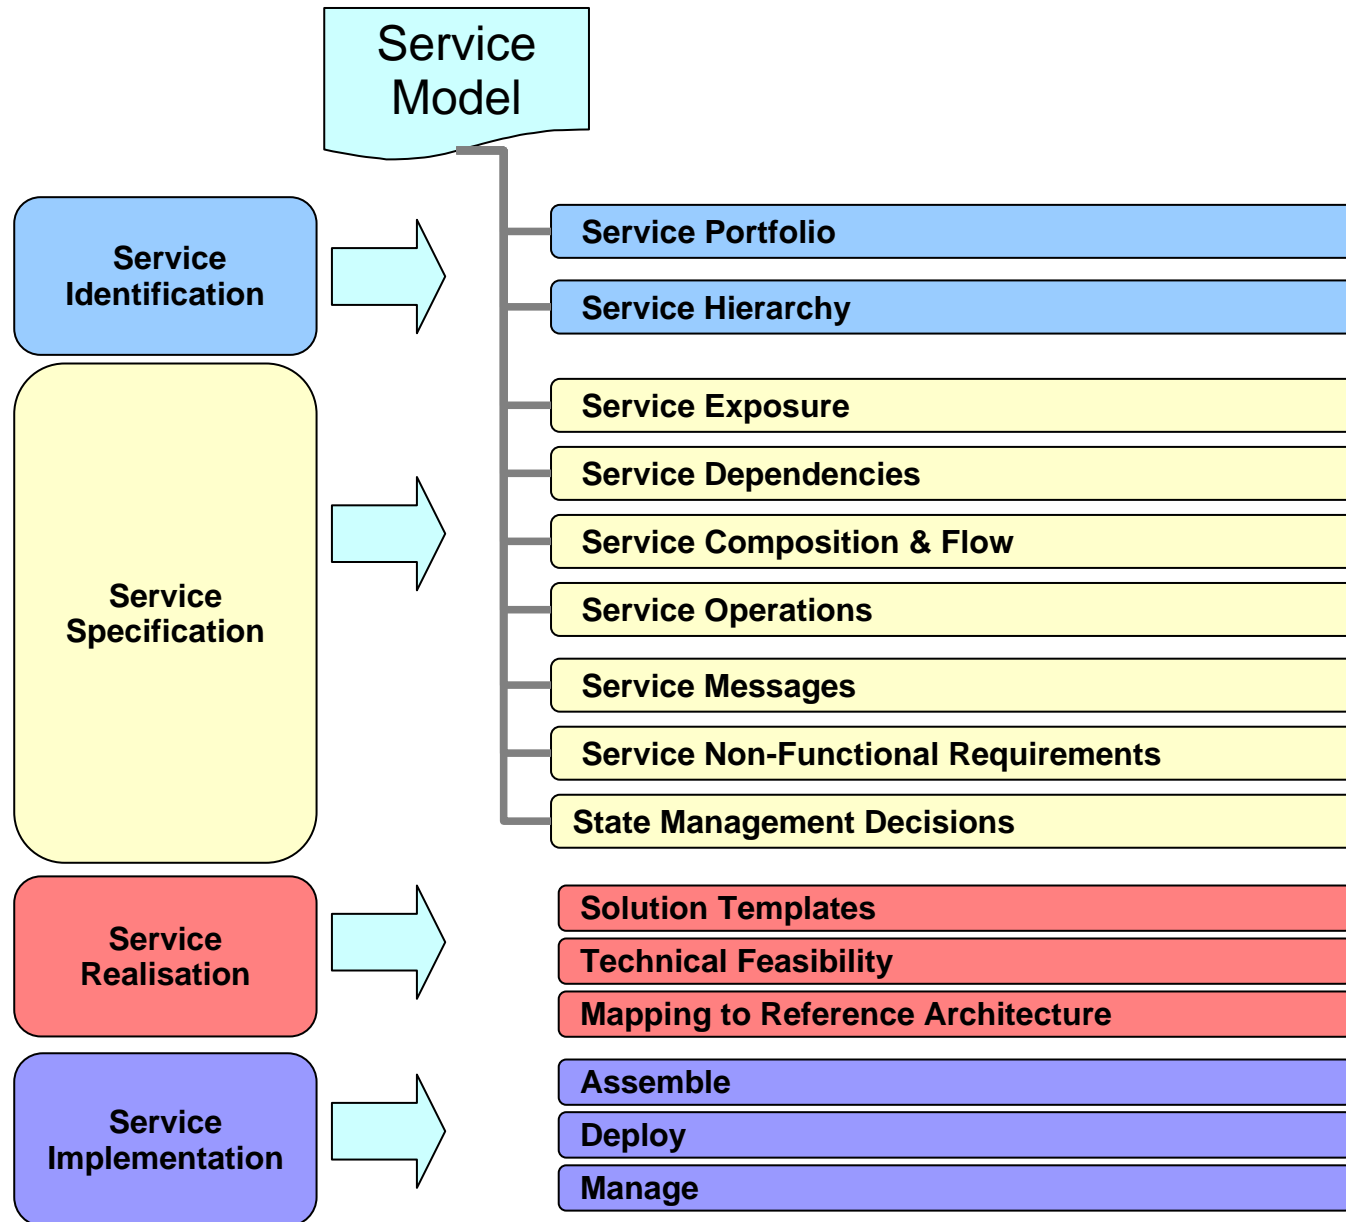 Service
Model
Service
Identification
Service Portfolio
Service Hierarchy
Service
Specification
Service Exposure
Service Dependencies
Service Composition & Flow
Service Operations
Service Messages
Service Non-Functional Requirements
State Management Decisions
Service
Realisation
Solution Templates
Technical Feasibility
Mapping to Reference Architecture
Service
Implementation
Assemble
Deploy
Manage